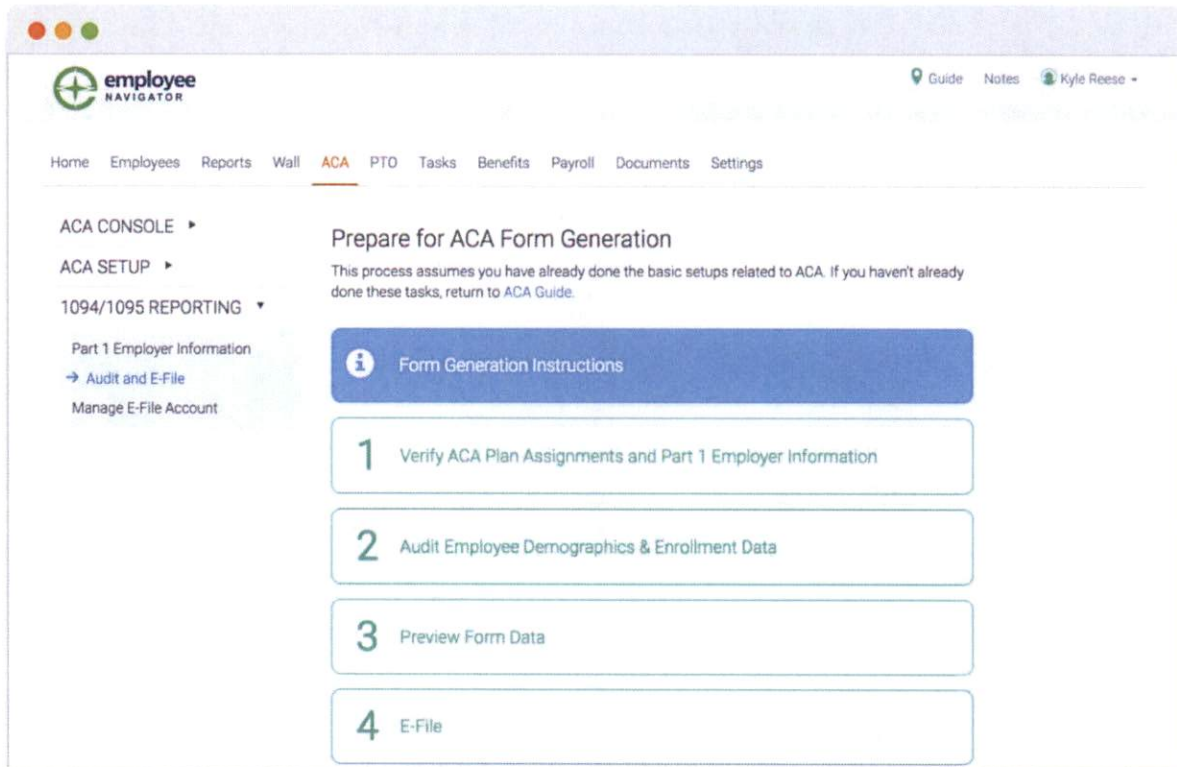 employee
NAVIGATOR
Guide Notes Kyle Reese
Home Employees Reports Wall ACA PTO Tasks Benefits Payroll Documents Settings
ACA CONSOLE
ACA SETUP
1094/1095 REPORTING
Part 1 Employer Information
→ Audit and E-File
Manage E-File Account
Prepare for ACA Form Generation
This process assumes you have already done the basic setups related to ACA. If you haven't already
done these tasks, return to ACA Guide.
Form Generation Instructions
1 Verify ACA Plan Assignments and Part 1 Employer Information
2 Audit Employee Demographics & Enrollment Data
3 Preview Form Data
4 E-File